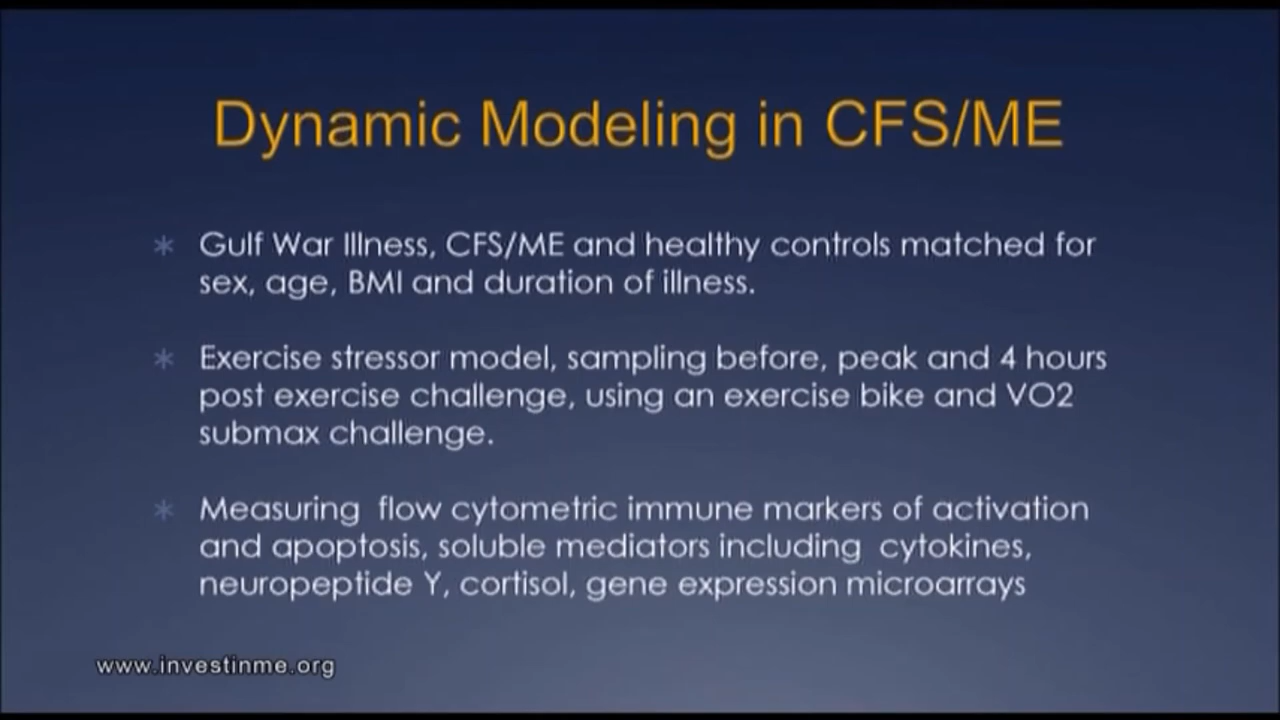 Dynamic Modeling in CFS/ME
* Gulf War Illness, CFS/ME and healthy controls matched for
sex, age, BMI and duration of illness.
* Exercise stressor model, sampling before, peak and 4 hours
post exercise challenge, using an exercise bike and VO2
submax challenge.
* Measuring  flow cytometric immune markers of activation
and apoptosis, soluble mediators including  cytokines,
neuropeptide Y, cortisol, gene expression microarrays
www.investinme.org